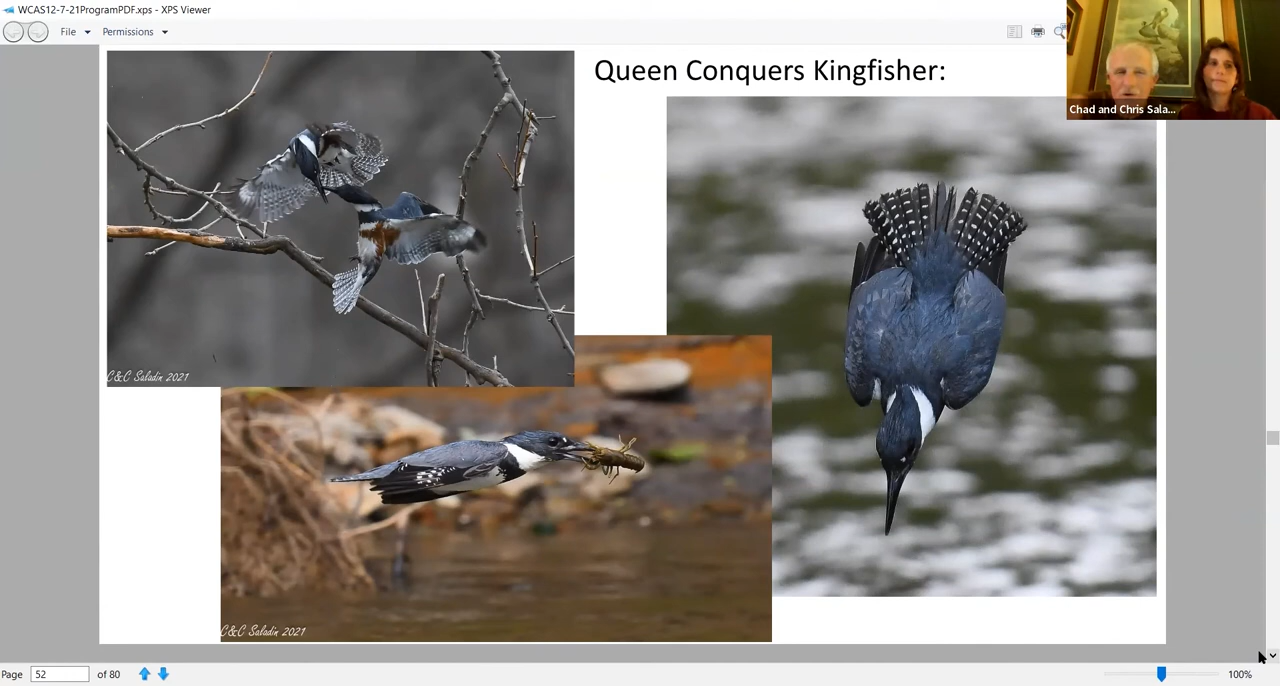 WCAS12-7-21ProgramPDF.xps - XPS Viewer
File
Permissions
Queen Conquers Kingfisher:
Chad and Chris Sala...
C&C Saladin 2021
C&C Saladin 2021
Page 52 of 80
100%